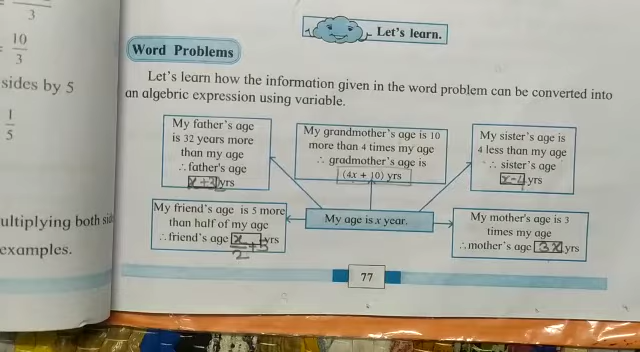 3
= 10/3
sides by 5
1/5
ultiplying both sid
examples.
Let's learn.
Word Problems
Let's learn how the information given in the word problem can be converted into
an algebric expression using variable.
My father's age
is 32 years more
than my age
∴ father's age
x+32 yrs
My grandmother's age is 10
more than 4 times my age
∴ gradmother's age is
(4x + 10) yrs
My sister's age is
4 less than my age
∴ sister's age
x-4 yrs
My friend's age is 5 more
than half of my age
∴ friend's age x/2+5 yrs
My age is x year.
My mother's age is 3
times my age
∴ mother's age 3x yrs
77